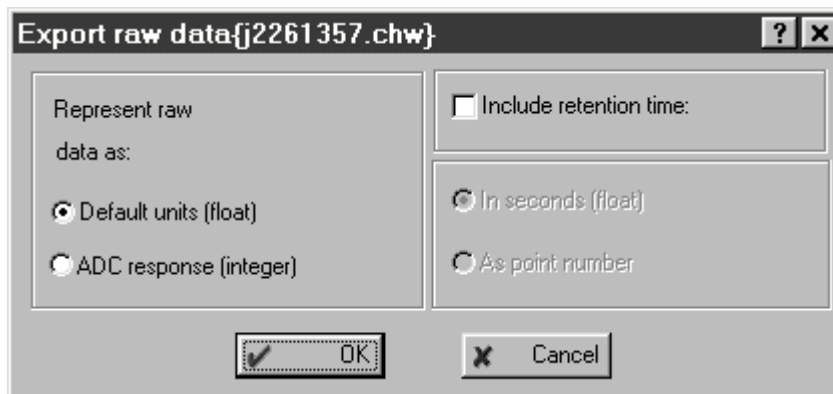 Export raw data{j2261357.chw}
Represent raw
data as:
Default units (float)
ADC response (integer)
Include retention time:
In seconds (float)
As point number
OK
Cancel